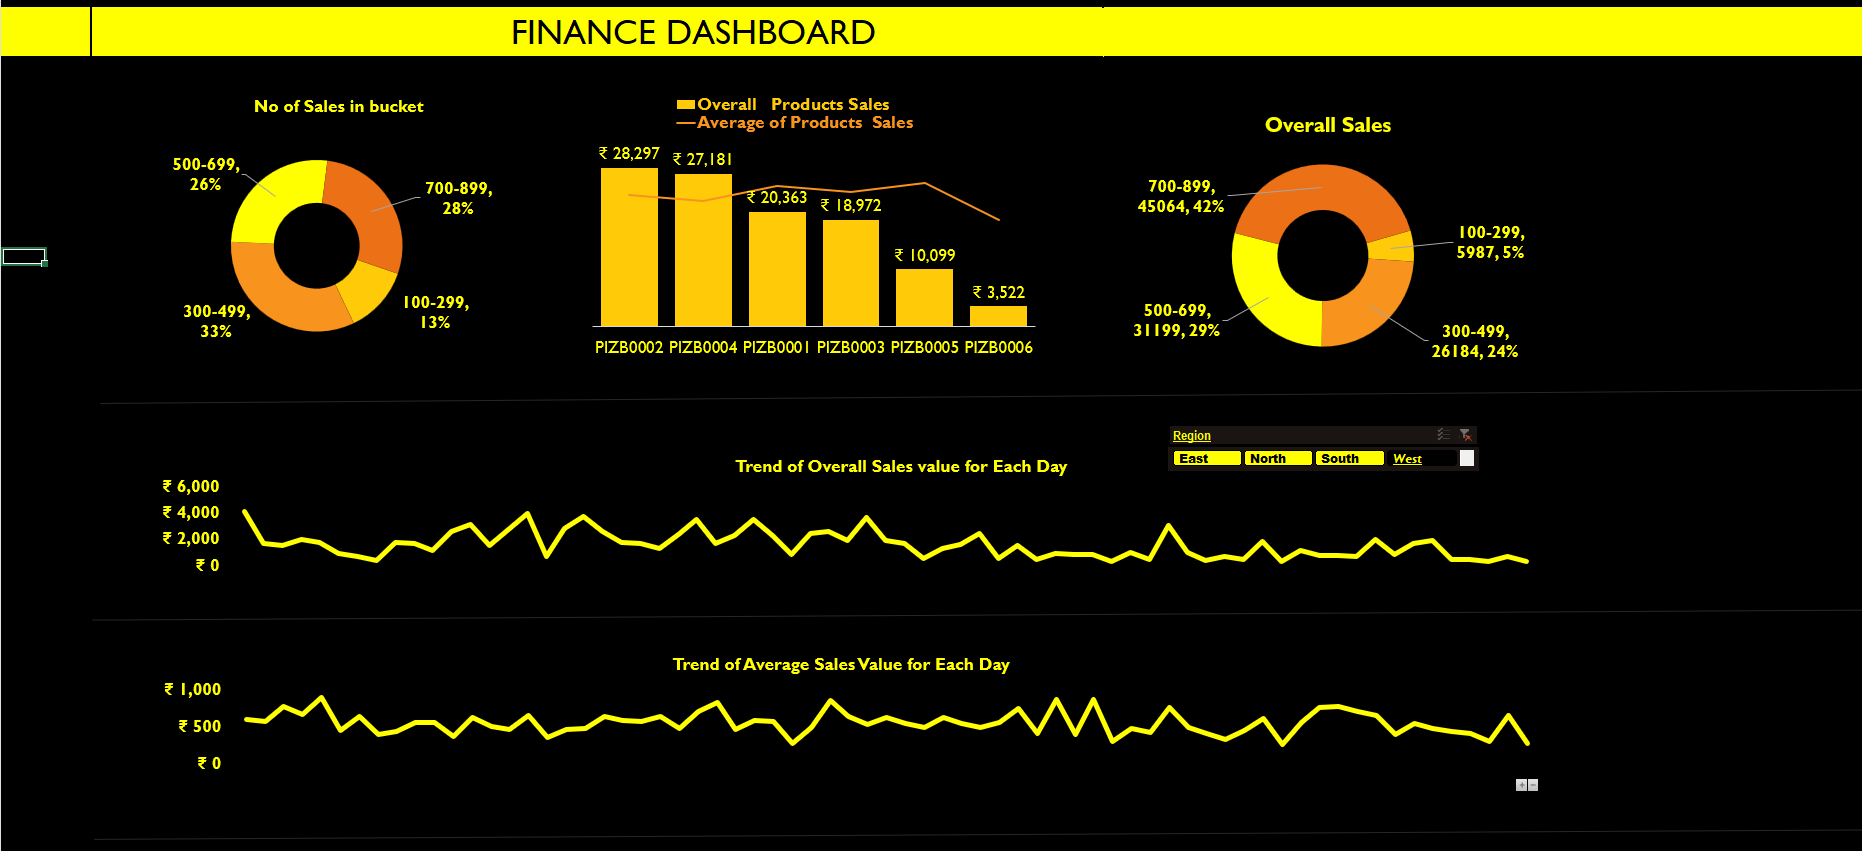 FINANCE DASHBOARD
No of Sales in bucket
500-699,
26%
700-899,
28%
300-499,
33%
100-299,
13%
Overall Products Sales
Average of Products Sales
₹ 28,297
₹ 27,181
₹ 20,363
₹ 18,972
₹ 10,099
₹ 3,522
PIZB0002 PIZB0004 PIZB0001 PIZB0003 PIZB0005 PIZB0006
Overall Sales
700-899,
45064, 42%
100-299,
5987, 5%
500-699,
31199, 29%
300-499,
26184, 24%
Region
East North South West
Trend of Overall Sales value for Each Day
₹ 6,000
₹ 4,000
₹ 2,000
₹ 0
Trend of Average Sales Value for Each Day
₹ 1,000
₹ 500
₹ 0